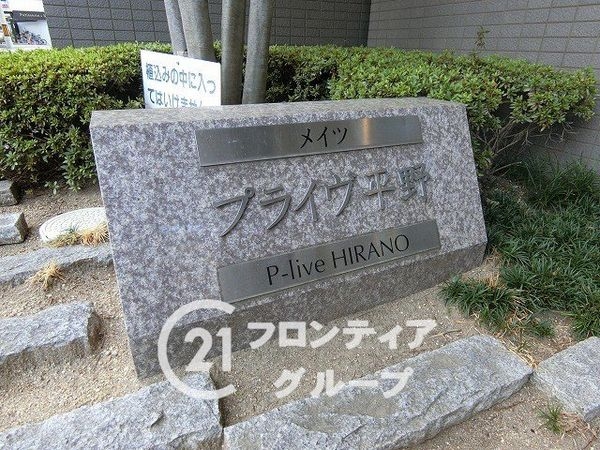 植込みの中に入っ
てはいけません
メイツ
プライヴ平野
P-live HIRANO
C21 フロンティア
グループ